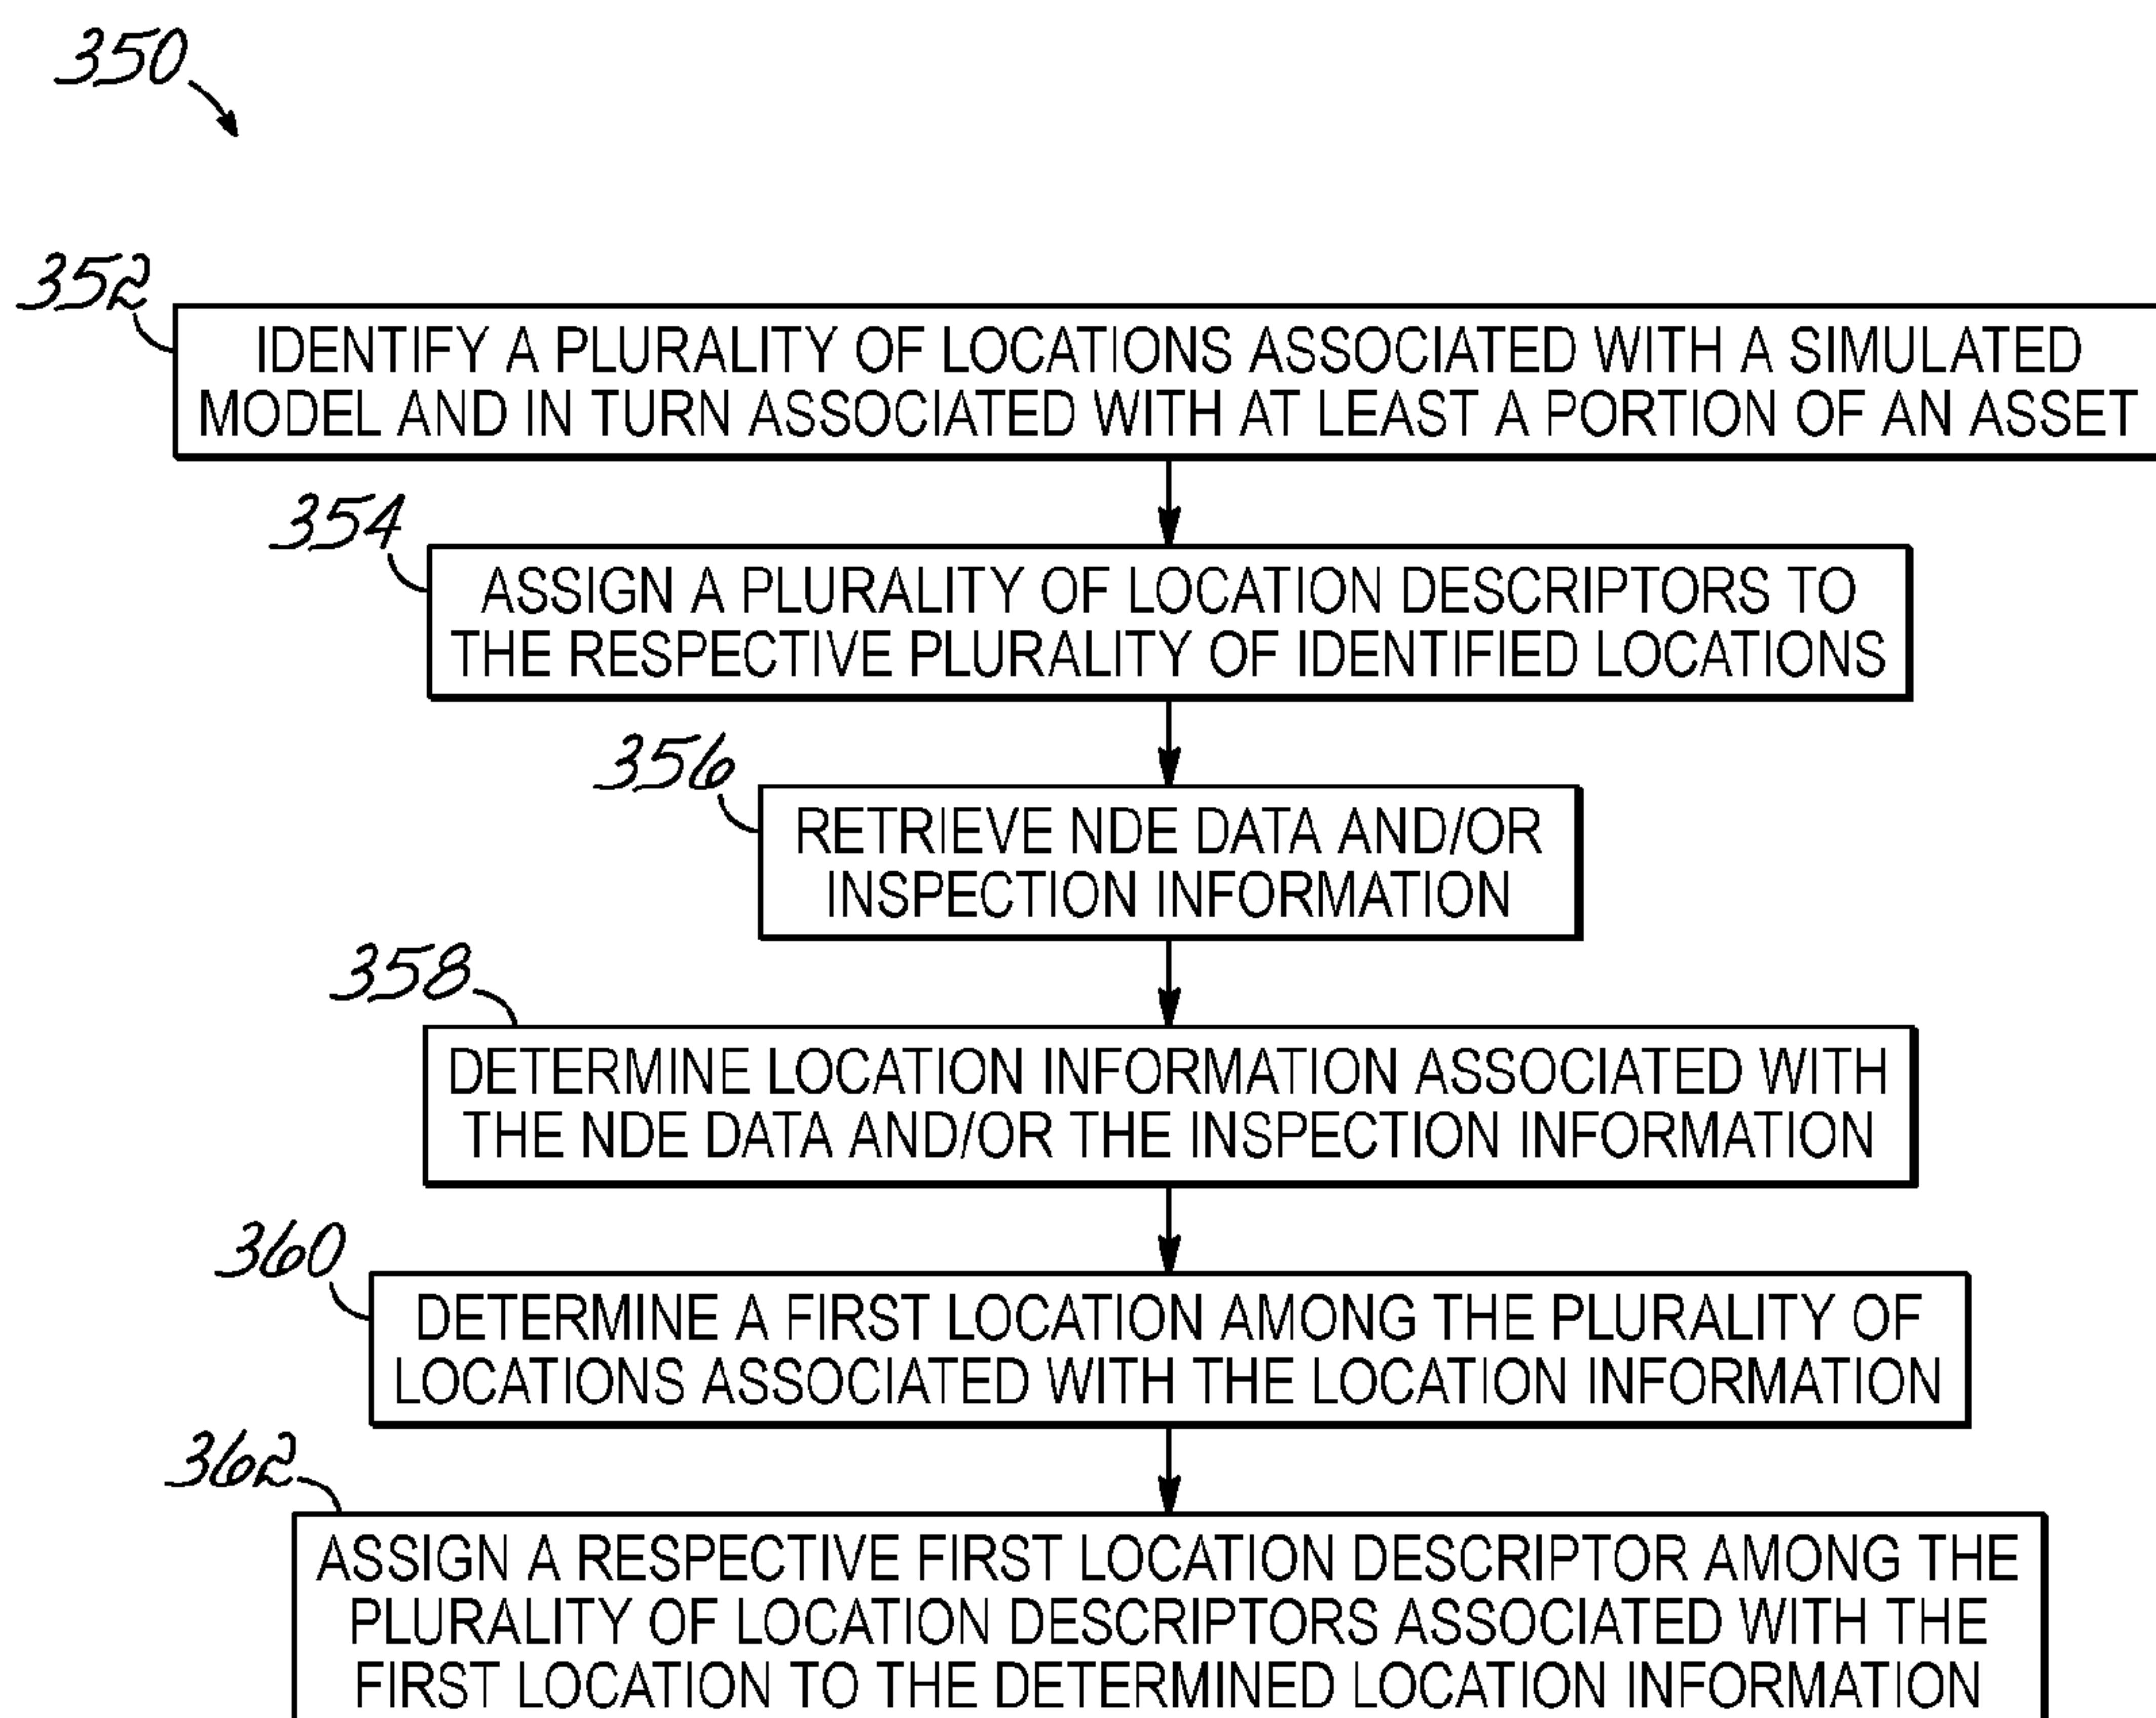 350
352
IDENTIFY A PLURALITY OF LOCATIONS ASSOCIATED WITH A SIMULATED
MODEL AND IN TURN ASSOCIATED WITH AT LEAST A PORTION OF AN ASSET
354
ASSIGN A PLURALITY OF LOCATION DESCRIPTORS TO
THE RESPECTIVE PLURALITY OF IDENTIFIED LOCATIONS
356
RETRIEVE NDE DATA AND/OR
INSPECTION INFORMATION
358
DETERMINE LOCATION INFORMATION ASSOCIATED WITH
THE NDE DATA AND/OR THE INSPECTION INFORMATION
360
DETERMINE A FIRST LOCATION AMONG THE PLURALITY OF
LOCATIONS ASSOCIATED WITH THE LOCATION INFORMATION
362
ASSIGN A RESPECTIVE FIRST LOCATION DESCRIPTOR AMONG THE
PLURALITY OF LOCATION DESCRIPTORS ASSOCIATED WITH THE
FIRST LOCATION TO THE DETERMINED LOCATION INFORMATION